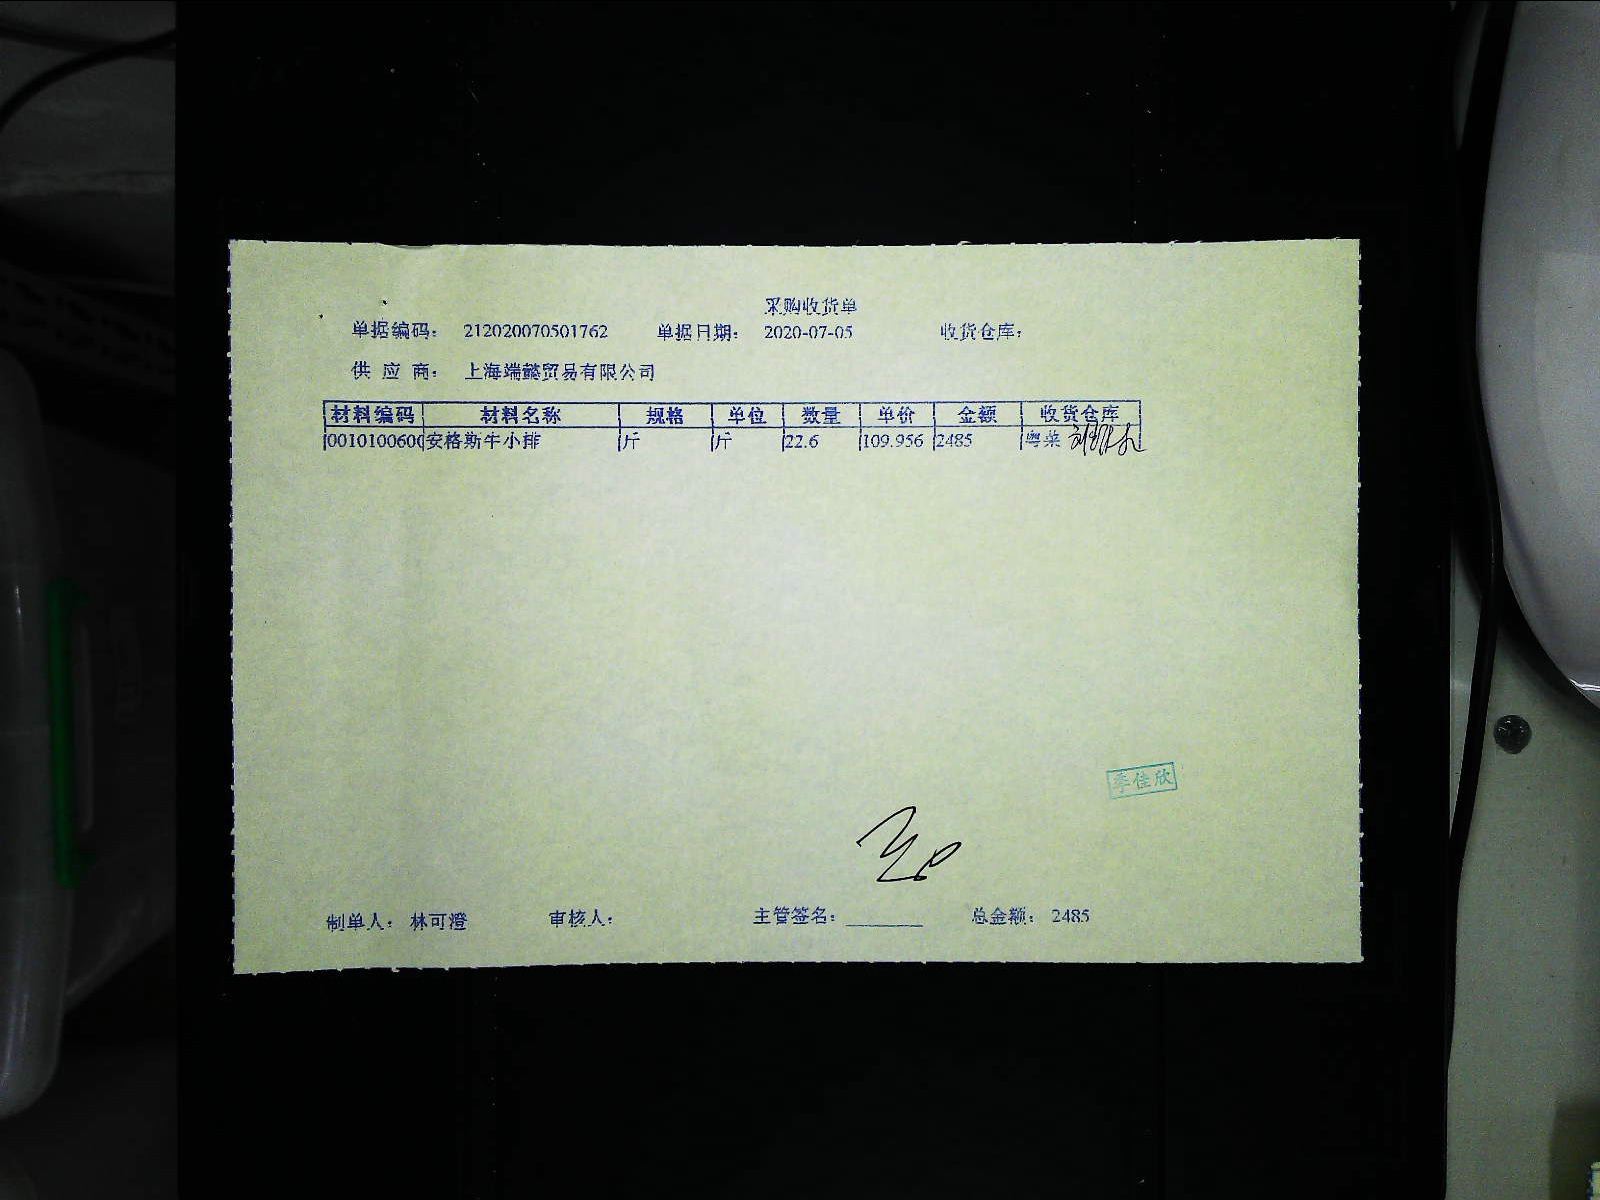 采购收货单
单据编码： 212020070501762 单据日期： 2020-07-05 收货仓库：
供 应 商： 上海端懿贸易有限公司
材料编码 材料名称 规格 单位 数量 单价 金额 收货仓库
0010100600 安格斯牛小排 斤 斤 22.6 109.956 2485 粤菜
李佳欣
制单人： 林可澄 审核人： 主管签名： 总金额： 2485